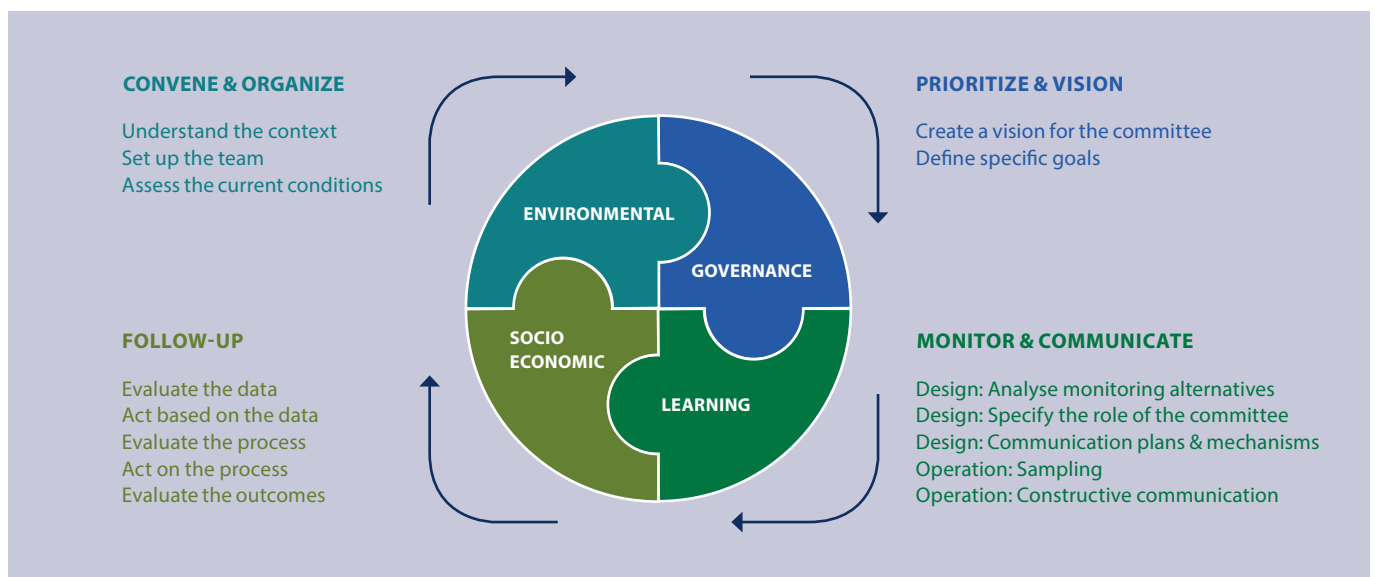 CONVENE & ORGANIZE
Understand the context
Set up the team
Assess the current conditions
PRIORITIZE & VISION
Create a vision for the committee
Define specific goals
ENVIRONMENTAL
GOVERNANCE
SOCIO
ECONOMIC
LEARNING
FOLLOW-UP
Evaluate the data
Act based on the data
Evaluate the process
Act on the process
Evaluate the outcomes
MONITOR & COMMUNICATE
Design: Analyse monitoring alternatives
Design: Specify the role of the committee
Design: Communication plans & mechanisms
Operation: Sampling
Operation: Constructive communication